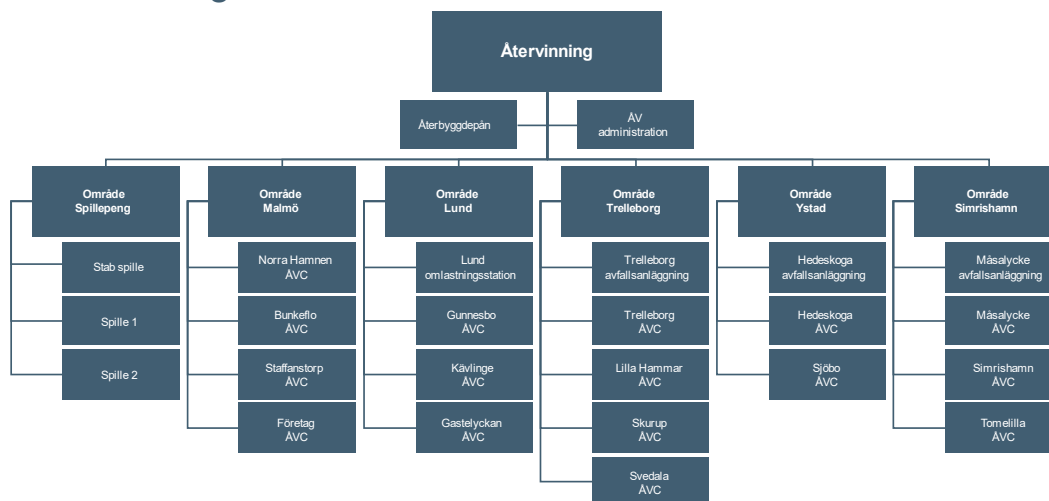 Återvinning
Återbyggdepån
ÅV
administration
Område
Spillepeng
Område
Malmö
Område
Lund
Område
Trelleborg
Område
Ystad
Område
Simrishamn
Stab spille
Norra Hamnen
ÅVC
Lund
omlastningsstation
Trelleborg
avfallsanläggning
Hedeskoga
avfallsanläggning
Måsalycke
avfallsanläggning
Spille 1
Bunkeflo
ÅVC
Gunnesbo
ÅVC
Trelleborg
ÅVC
Hedeskoga
ÅVC
Måsalycke
ÅVC
Spille 2
Staffanstorp
ÅVC
Kävlinge
ÅVC
Lilla Hammar
ÅVC
Sjöbo
ÅVC
Simrishamn
ÅVC
Företag
ÅVC
Gastelyckan
ÅVC
Skurup
ÅVC
Tomelilla
ÅVC
Svedala
ÅVC